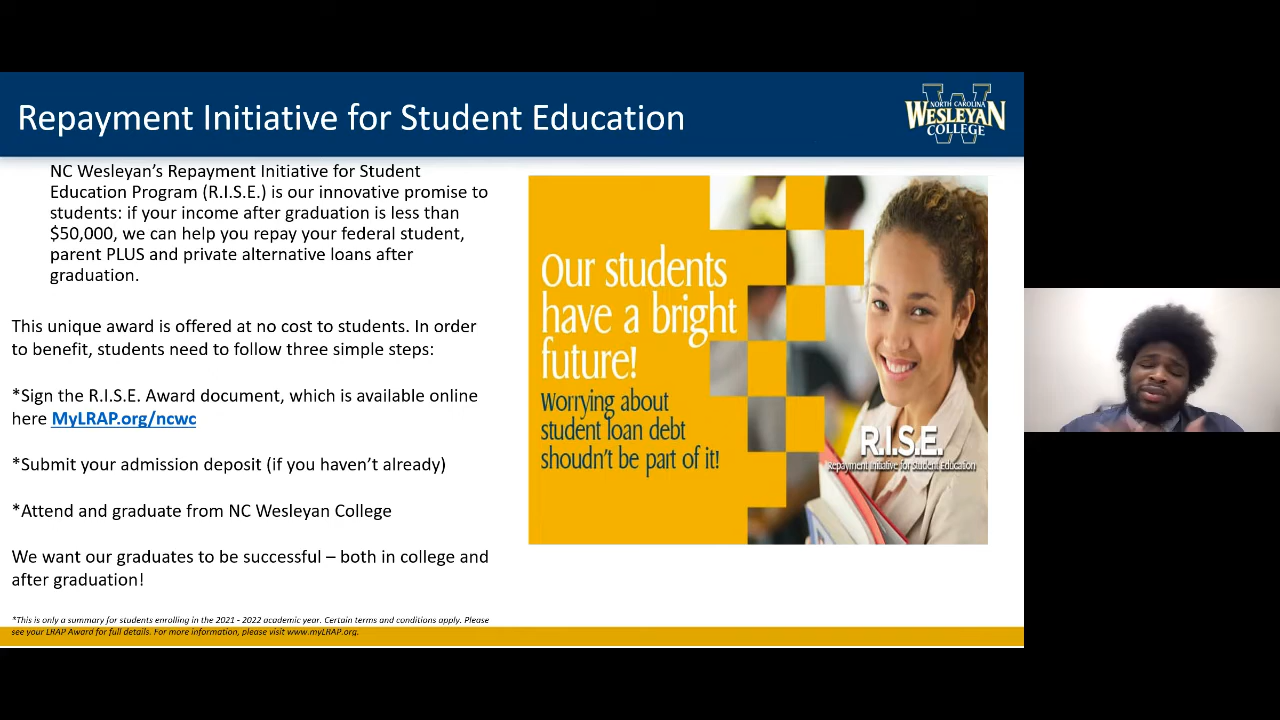 Repayment Initiative for Student Education
NORTH CAROLINA
WESLEYAN
COLLEGE
NC Wesleyan’s Repayment Initiative for Student
Education Program (R.I.S.E.) is our innovative promise to
students: if your income after graduation is less than
$50,000, we can help you repay your federal student,
parent PLUS and private alternative loans after
graduation.
This unique award is offered at no cost to students. In order
to benefit, students need to follow three simple steps:
*Sign the R.I.S.E. Award document, which is available online
here MyLRAP.org/ncwc
*Submit your admission deposit (if you haven’t already)
*Attend and graduate from NC Wesleyan College
We want our graduates to be successful – both in college and
after graduation!
*This is only a summary for students enrolling in the 2021 - 2022 academic year. Certain terms and conditions apply. Please
see your LRAP Award for full details. For more information, please visit www.myLRAP.org.
Our students
have a bright
future!
Worrying about
student loan debt
shoudn't be part of it!
R.I.S.E.
Repayment Initiative for Student Education